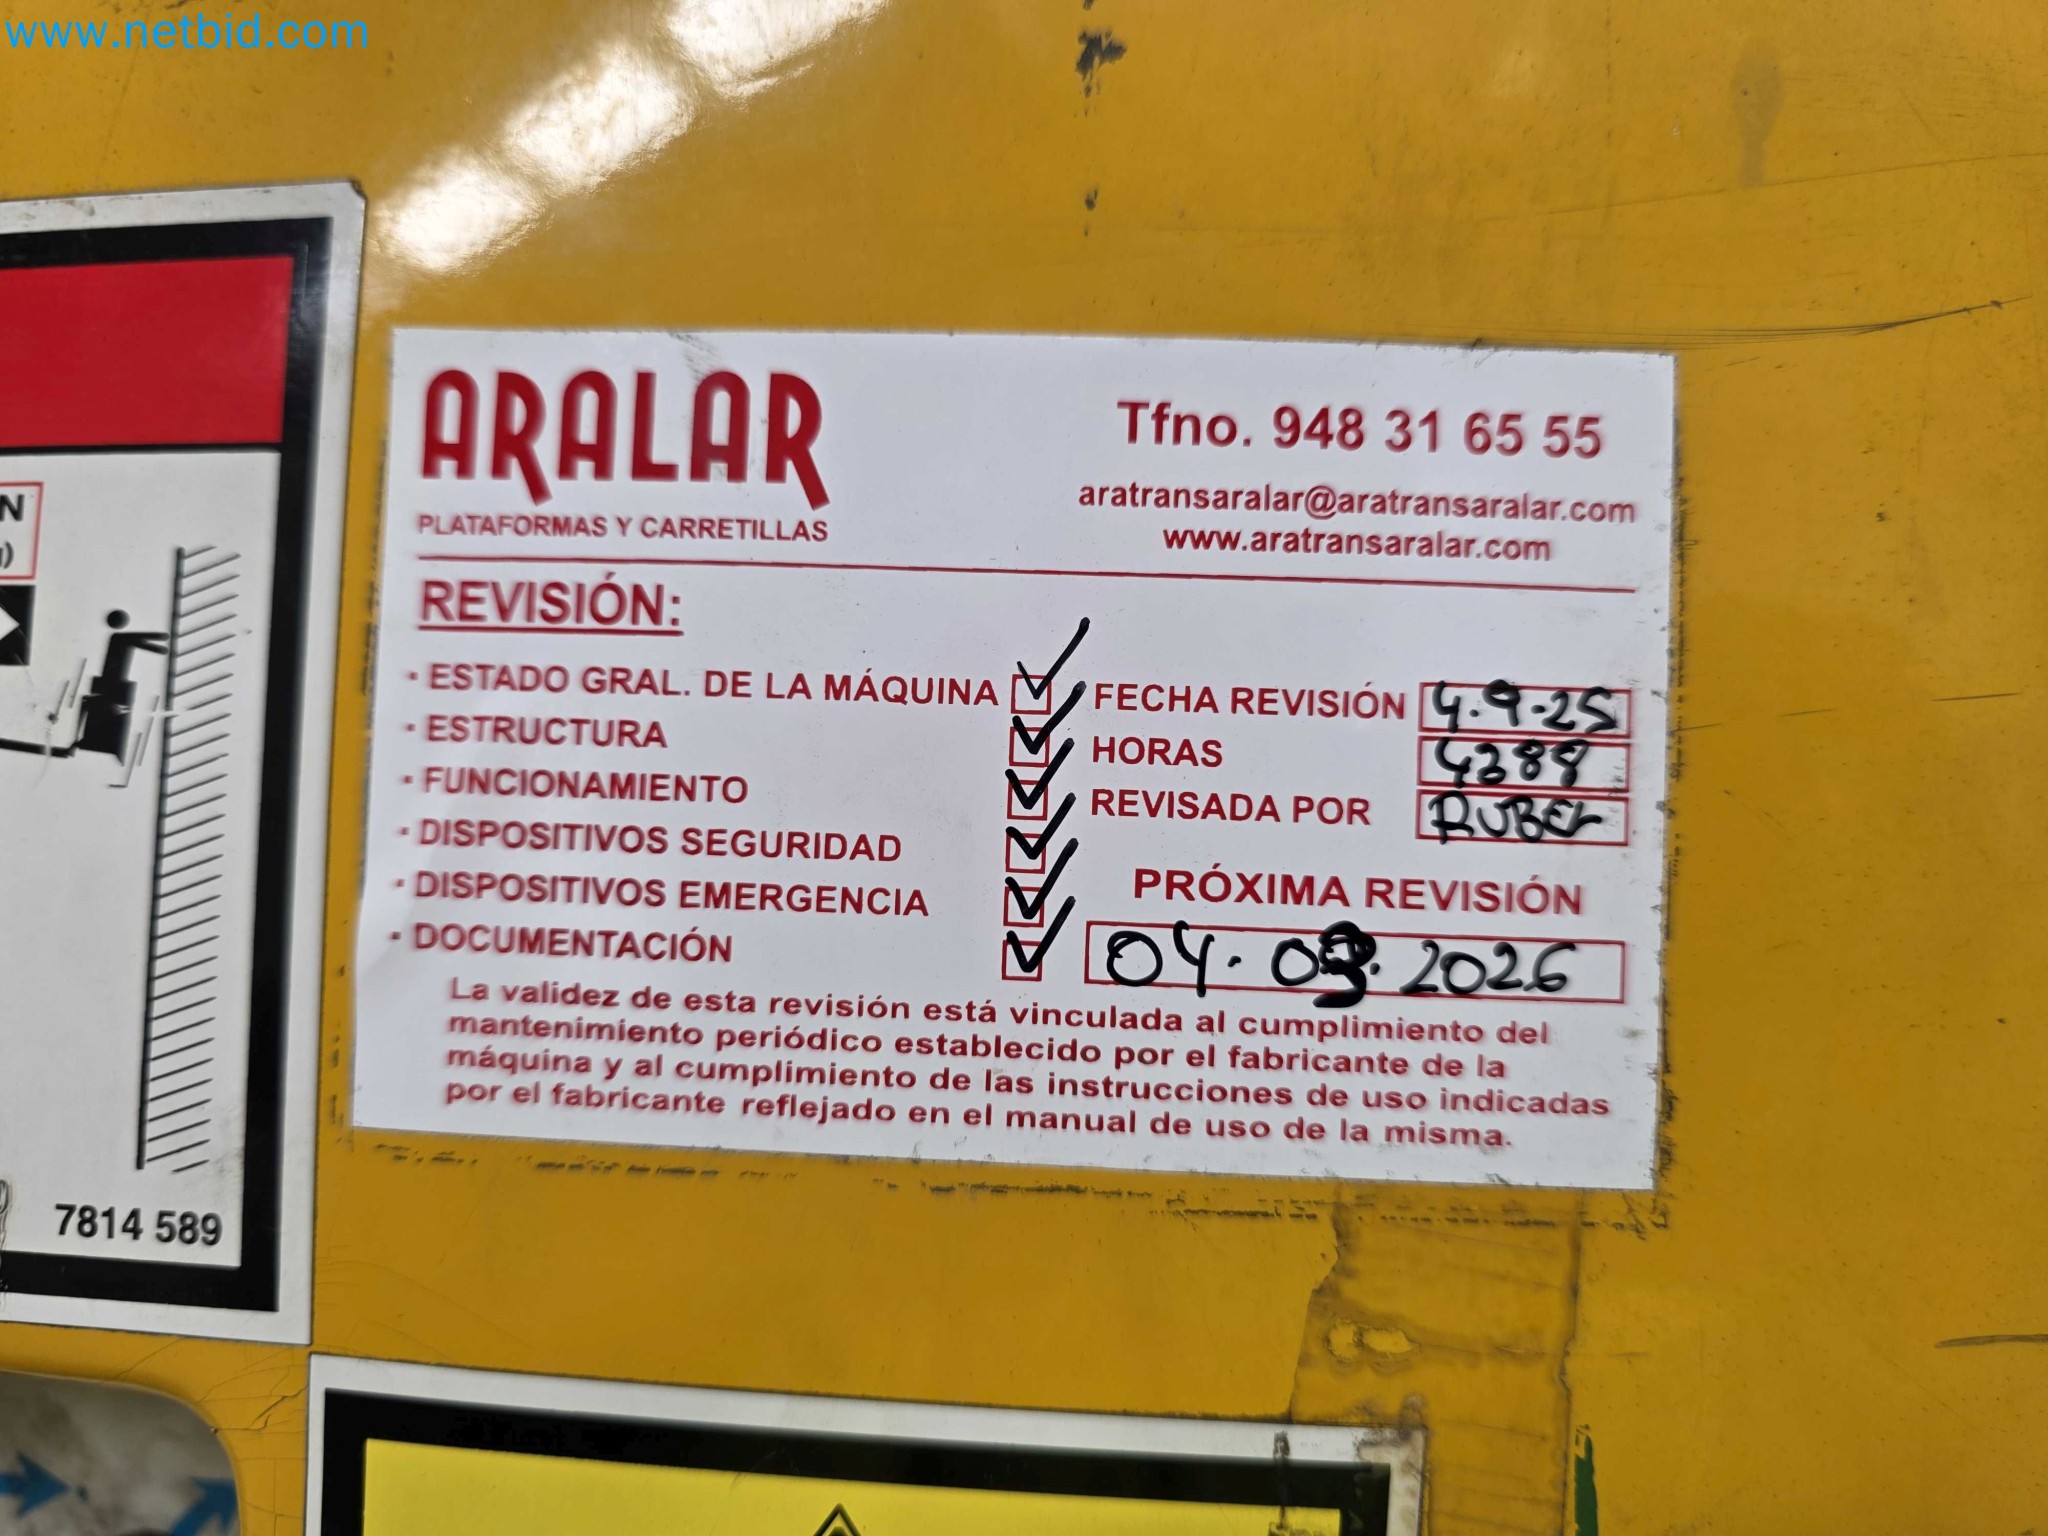 www.netbid.com
ARALAR
PLATAFORMAS Y CARRETILLAS
Tfno. 948 31 65 55
aratransaralar@aratransaralar.com
www.aratransaralar.com
REVISIÓN:
· ESTADO GRAL. DE LA MÁQUINA
· ESTRUCTURA
· FUNCIONAMIENTO
· DISPOSITIVOS SEGURIDAD
· DISPOSITIVOS EMERGENCIA
· DOCUMENTACIÓN
FECHA REVISIÓN 4.9.25
HORAS 4388
REVISADA POR
PRÓXIMA REVISIÓN
04. 2026
La validez de esta revisión está vinculada al cumplimiento del
mantenimiento periódico establecido por el fabricante de la
máquina y al cumplimiento de las instrucciones de uso indicadas
por el fabricante reflejado en el manual de uso de la misma.
N
)
7814 589